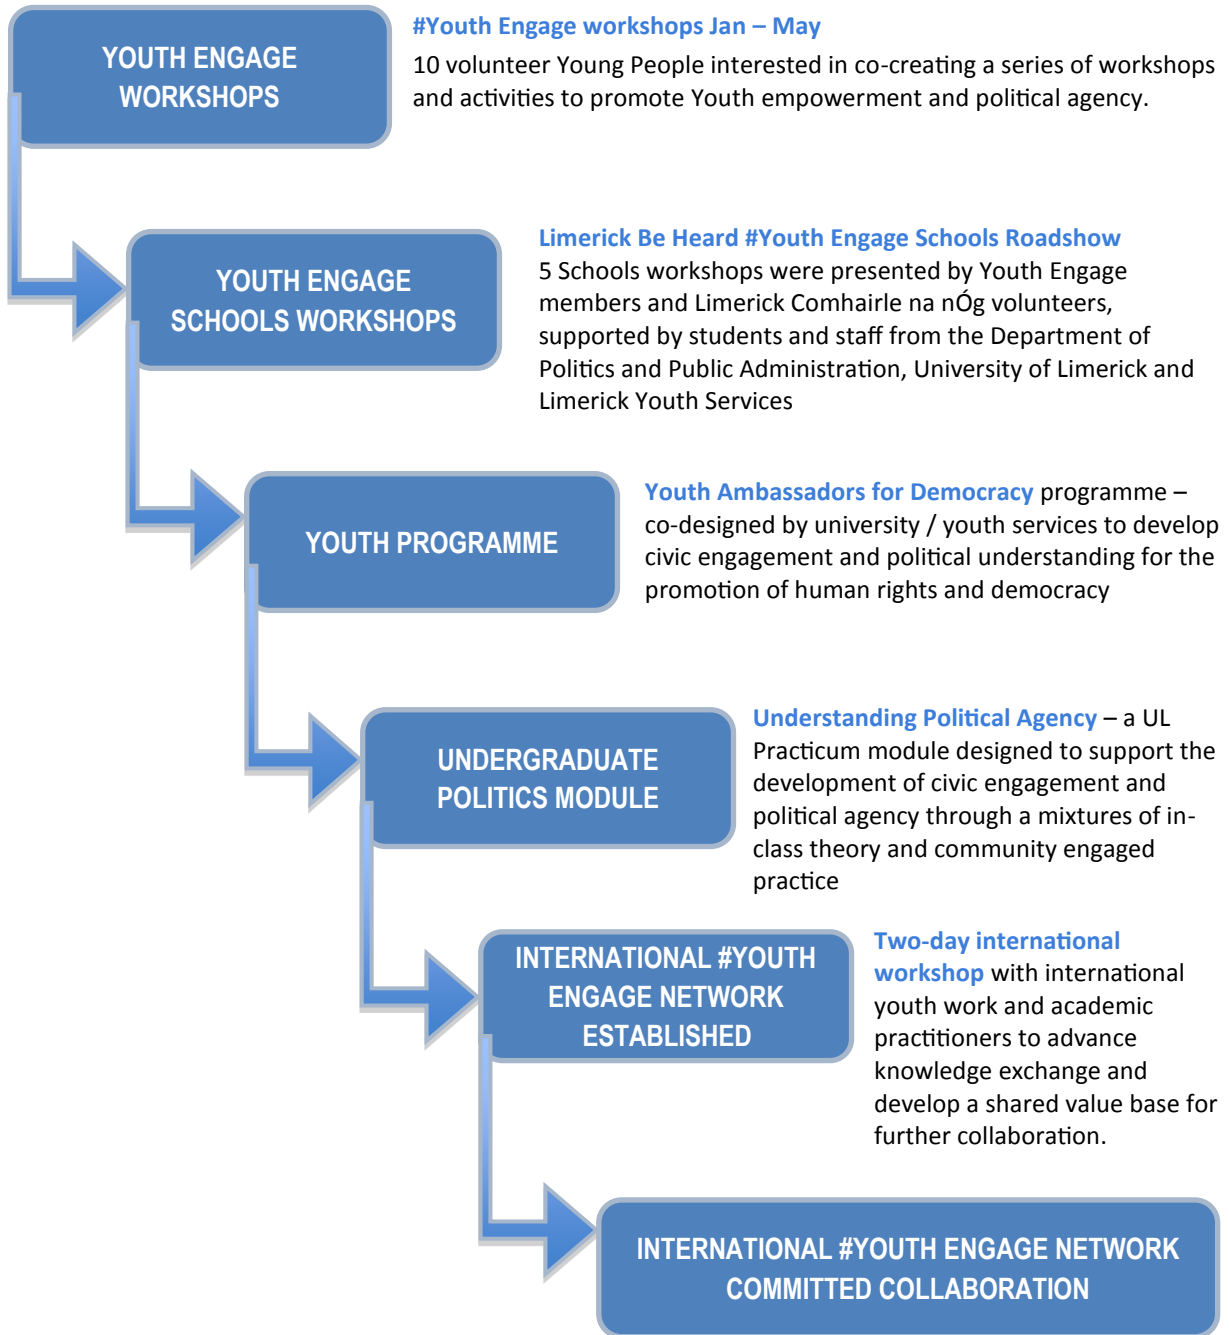 YOUTH ENGAGE
WORKSHOPS
#Youth Engage workshops Jan – May
10 volunteer Young People interested in co-creating a series of workshops
and activities to promote Youth empowerment and political agency.
YOUTH ENGAGE
SCHOOLS WORKSHOPS
Limerick Be Heard #Youth Engage Schools Roadshow
5 Schools workshops were presented by Youth Engage
members and Limerick Comhairle na nÓg volunteers,
supported by students and staff from the Department of
Politics and Public Administration, University of Limerick and
Limerick Youth Services
YOUTH PROGRAMME
Youth Ambassadors for Democracy programme –
co-designed by university / youth services to develop
civic engagement and political understanding for the
promotion of human rights and democracy
UNDERGRADUATE
POLITICS MODULE
Understanding Political Agency – a UL
Practicum module designed to support the
development of civic engagement and
political agency through a mixtures of in-
class theory and community engaged
practice
INTERNATIONAL #YOUTH
ENGAGE NETWORK
ESTABLISHED
Two-day international
workshop with international
youth work and academic
practitioners to advance
knowledge exchange and
develop a shared value base for
further collaboration.
INTERNATIONAL #YOUTH ENGAGE NETWORK
COMMITTED COLLABORATION